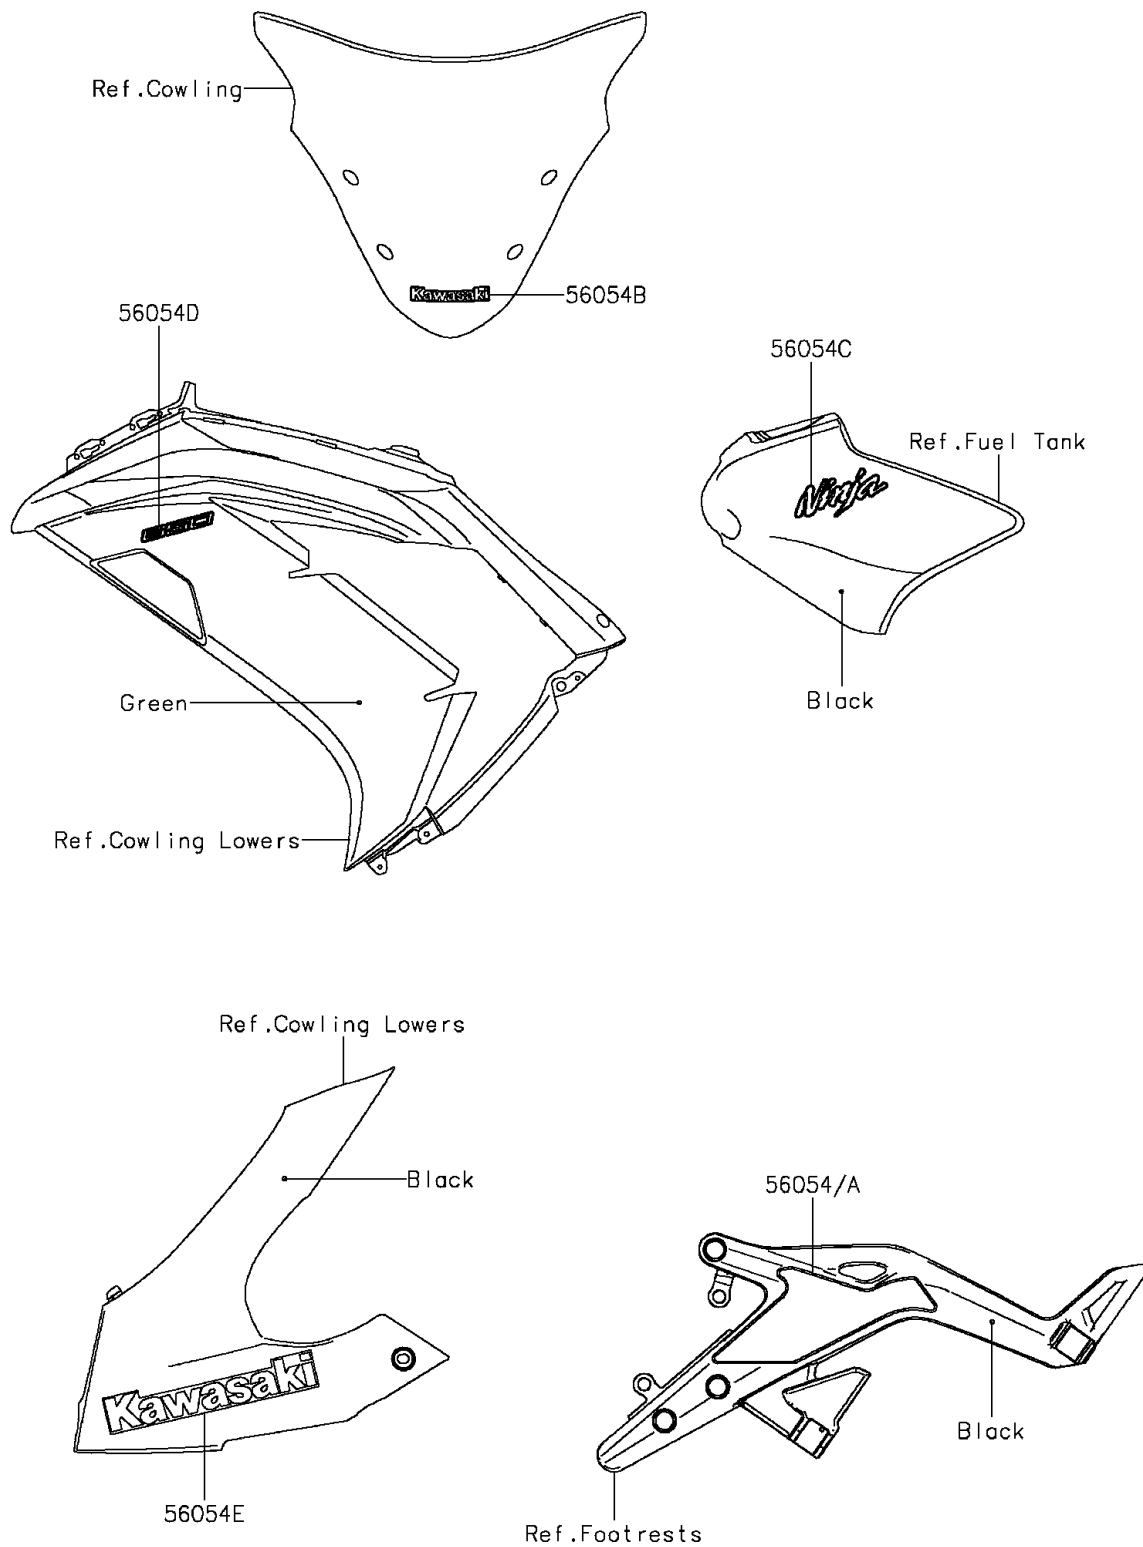 Ref.Cowling
Kawasaki
56054B
56054D
56054C
Ref.Fuel Tank
Ninja
650
Black
Green
Ref.Cowling Lowers
Ref.Cowling Lowers
Black
56054/A
Kawasaki
Black
56054E
Ref.Footrests